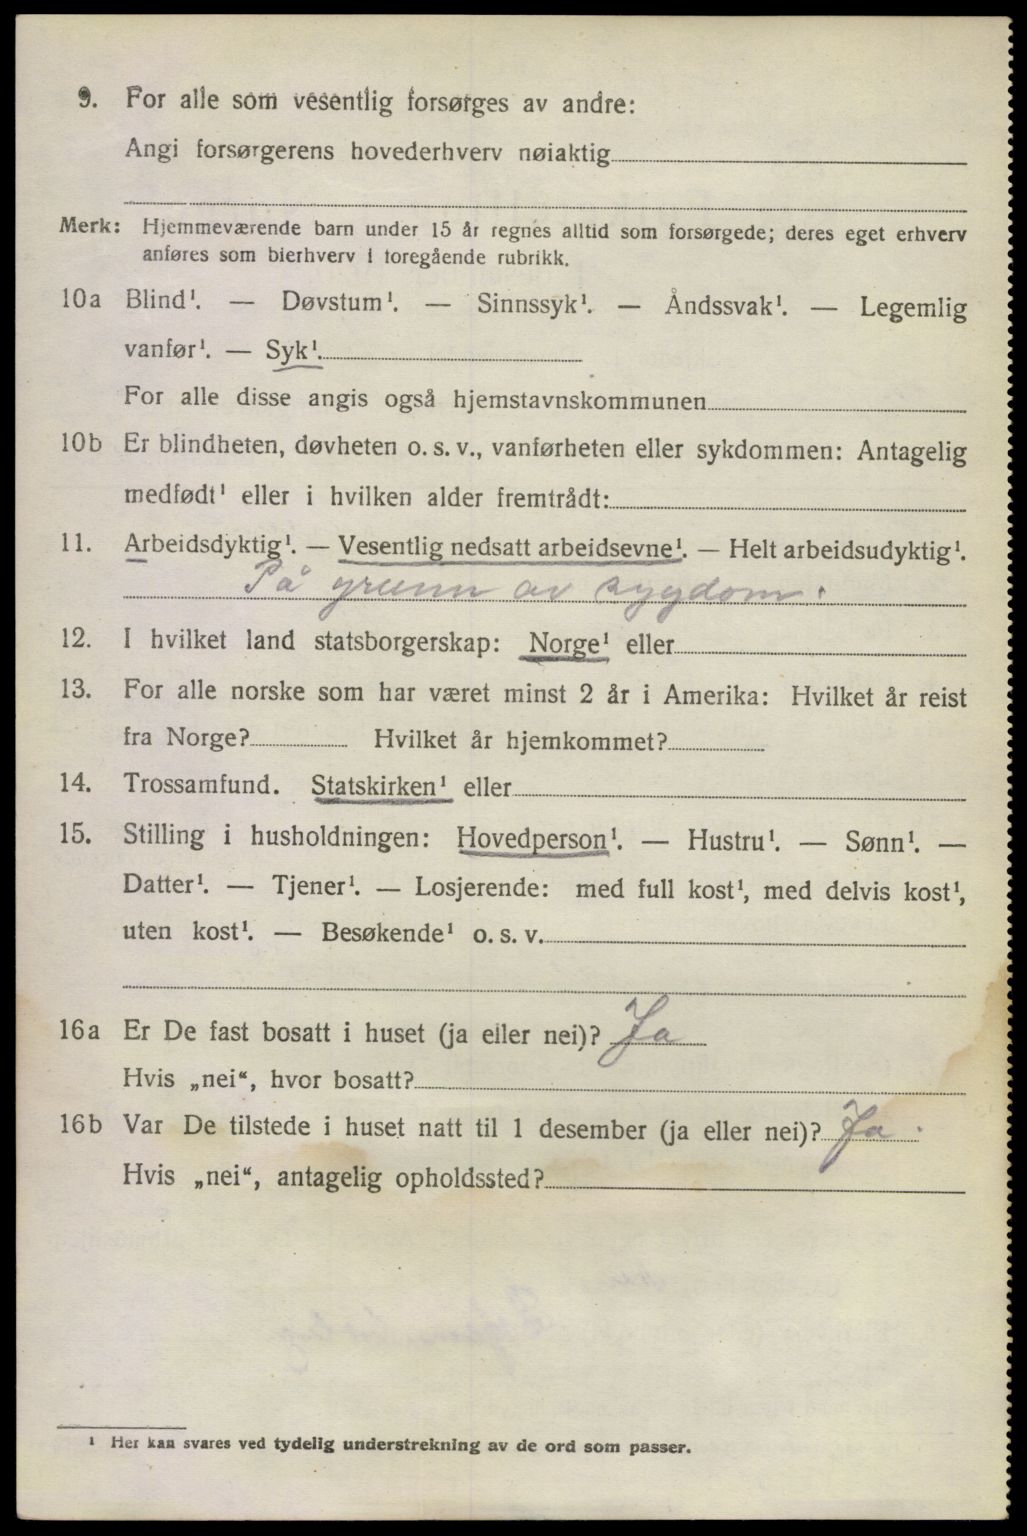 9. For alle som vesentlig forsørges av andre:
Angi forsørgerens hovederhverv nøiaktig
Merk: Hjemmeværende barn under 15 år regnes alltid som forsørgede; deres eget erhverv
anføres som bierhverv i foregående rubrikk.
10a Blind¹. — Døvstum¹. — Sinnssyk¹. — Åndssvak¹. — Legemlig
vanfør¹. — Syk¹.
For alle disse angis også hjemstavnskommunen
10b Er blindheten, døvheten o. s. v., vanførheten eller sykdommen: Antagelig
medfødt¹ eller i hvilken alder fremtrådt:
11. Arbeidsdyktig¹. — Vesentlig nedsatt arbeidsevne¹. — Helt arbeidsudyktig¹.
På grunn av sygdom.
12. I hvilket land statsborgerskap: Norge¹ eller
13. For alle norske som har været minst 2 år i Amerika: Hvilket år reist
fra Norge? Hvilket år hjemkommet?
14. Trossamfund. Statskirken¹ eller
15. Stilling i husholdningen: Hovedperson¹. — Hustru¹. — Sønn¹. —
Datter¹. — Tjener¹. — Losjerende: med full kost¹, med delvis kost¹,
uten kost¹. — Besøkende¹ o. s. v.
16a Er De fast bosatt i huset (ja eller nei)? Ja
Hvis „nei“, hvor bosatt?
16b Var De tilstede i huset natt til 1 desember (ja eller nei)? Ja.
Hvis „nei“, antagelig opholdssted?
¹ Her kan svares ved tydelig understrekning av de ord som passer.